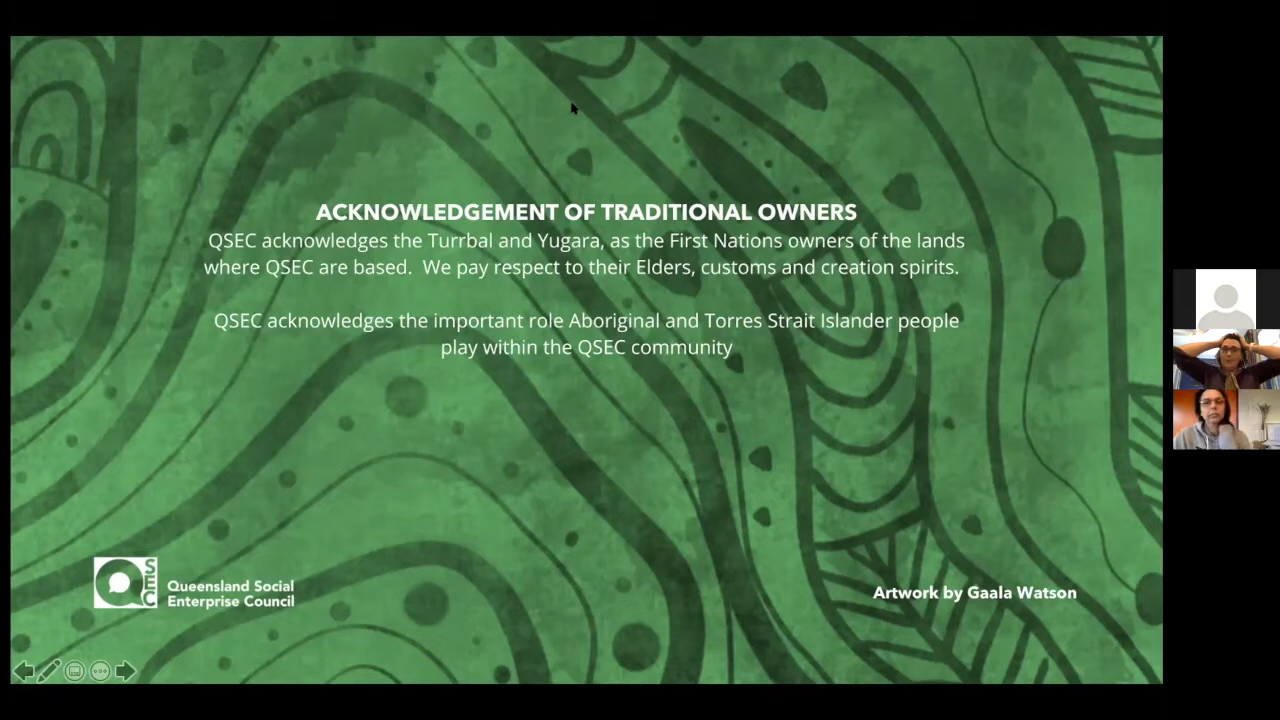 ACKNOWLEDGEMENT OF TRADITIONAL OWNERS
QSEC acknowledges the Turrbal and Yugara, as the First Nations owners of the lands
where QSEC are based.  We pay respect to their Elders, customs and creation spirits.
QSEC acknowledges the important role Aboriginal and Torres Strait Islander people
play within the QSEC community
QSEC
Queensland Social
Enterprise Council
Artwork by Gaala Watson